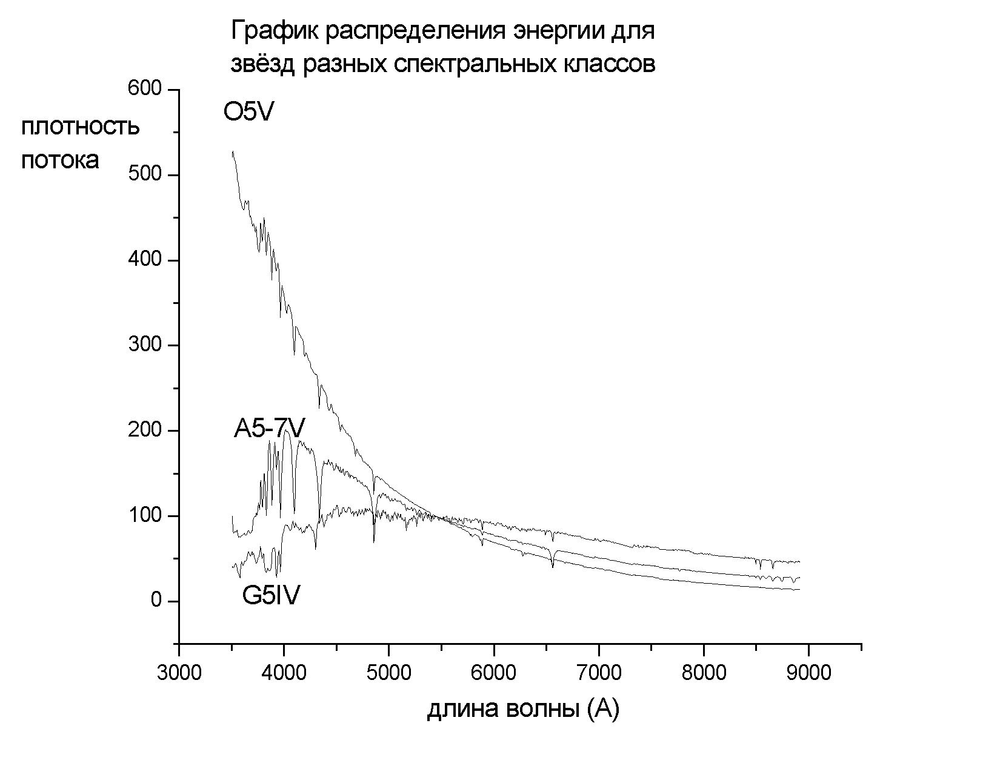 График распределения энергии для
звёзд разных спектральных классов
плотность
потока
600
500
400
300
200
100
0
O5V
A5-7V
G5IV
3000 4000 5000 6000 7000 8000 9000
длина волны (А)